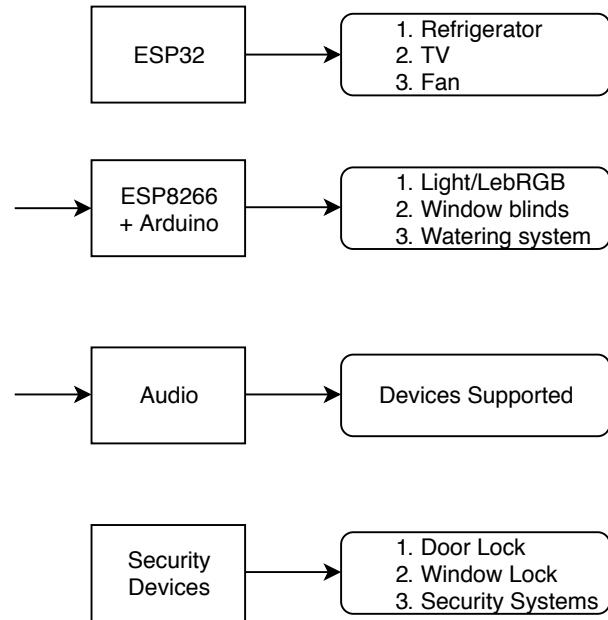 ESP32
1. Refrigerator
2. TV
3. Fan
ESP8266
+ Arduino
1. Light/LebRGB
2. Window blinds
3. Watering system
Audio
Devices Supported
Security
Devices
1. Door Lock
2. Window Lock
3. Security Systems